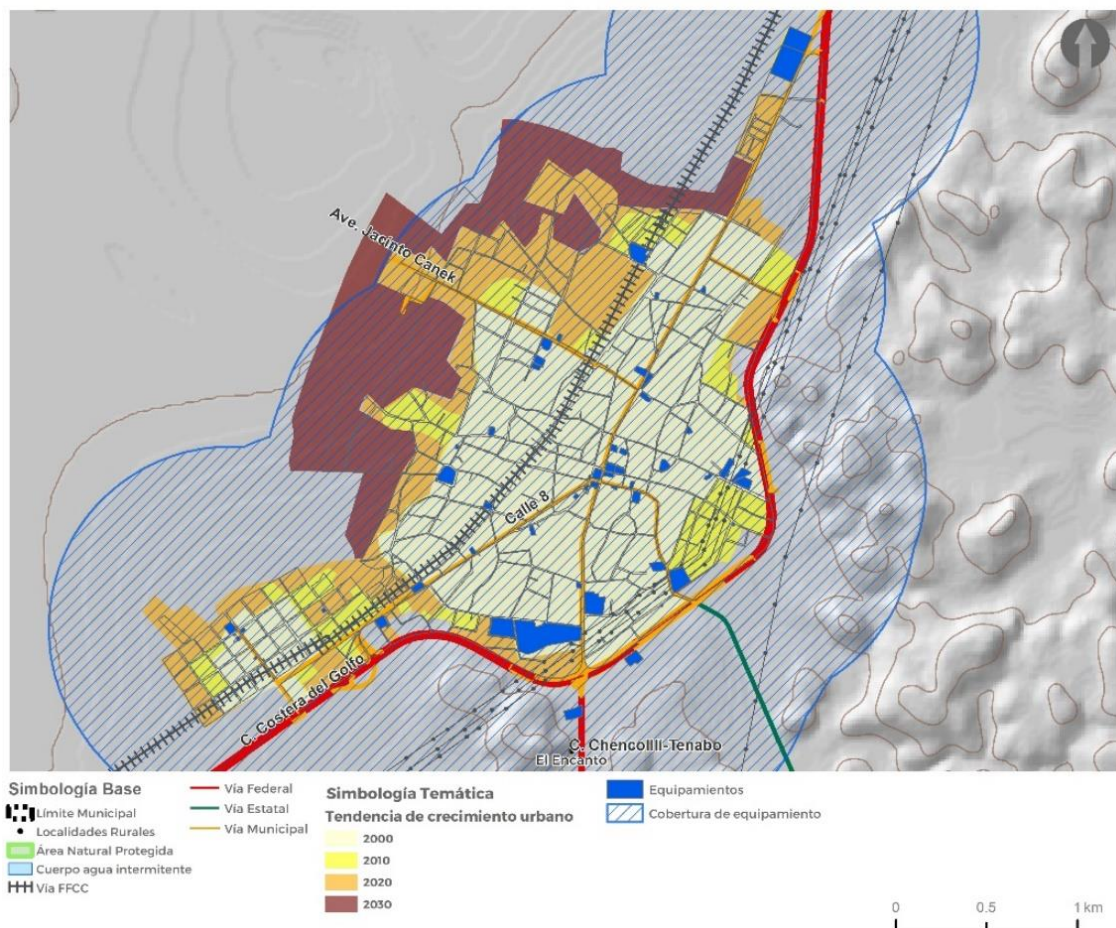 Ave. Jacinto Canek
Calle 8
C. Costera del Golfo
C. Chencollli-Tenabo
El Encanto
Simbología Base
Límite Municipal
Localidades Rurales
Área Natural Protegida
Cuerpo agua intermitente
Vía FFCC
Vía Federal
Vía Estatal
Vía Municipal
Simbología Temática
Tendencia de crecimiento urbano
2000
2010
2020
2030
Equipamientos
Cobertura de equipamiento
0 0.5 1 km